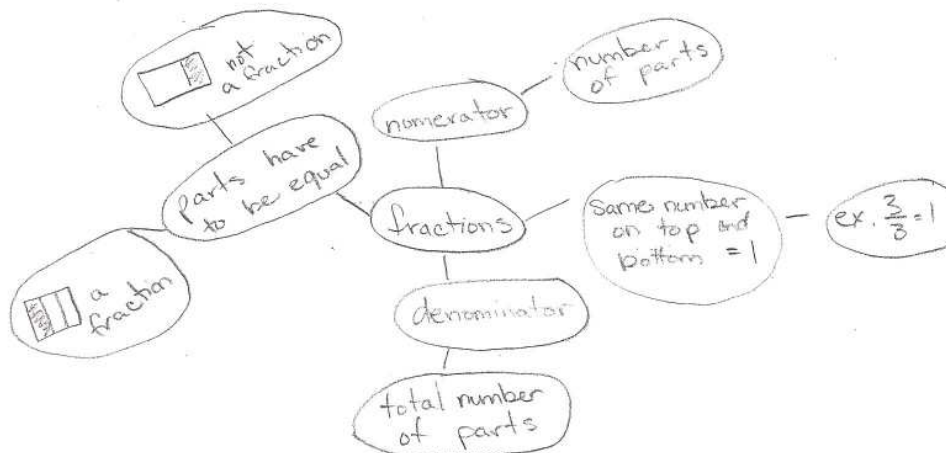 not
a fraction
number
of parts
numerator
parts have
to be equal
fractions
same number
on top and
bottom = 1
ex. 3/3 = 1
a
fraction
denominator
total number
of parts